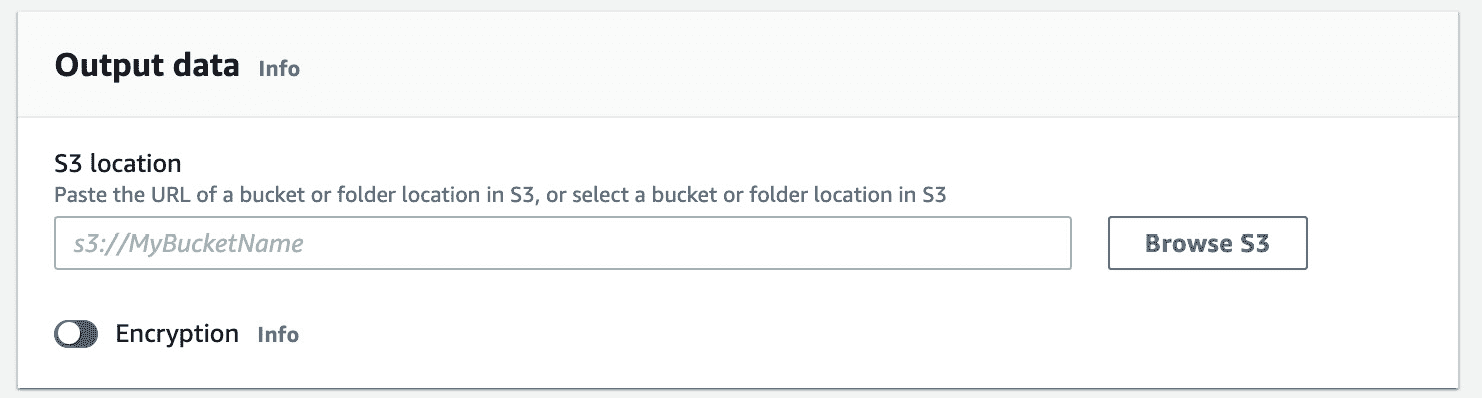 Output data Info
S3 location
Paste the URL of a bucket or folder location in S3, or select a bucket or folder location in S3
s3://MyBucketName Browse S3
Encryption Info